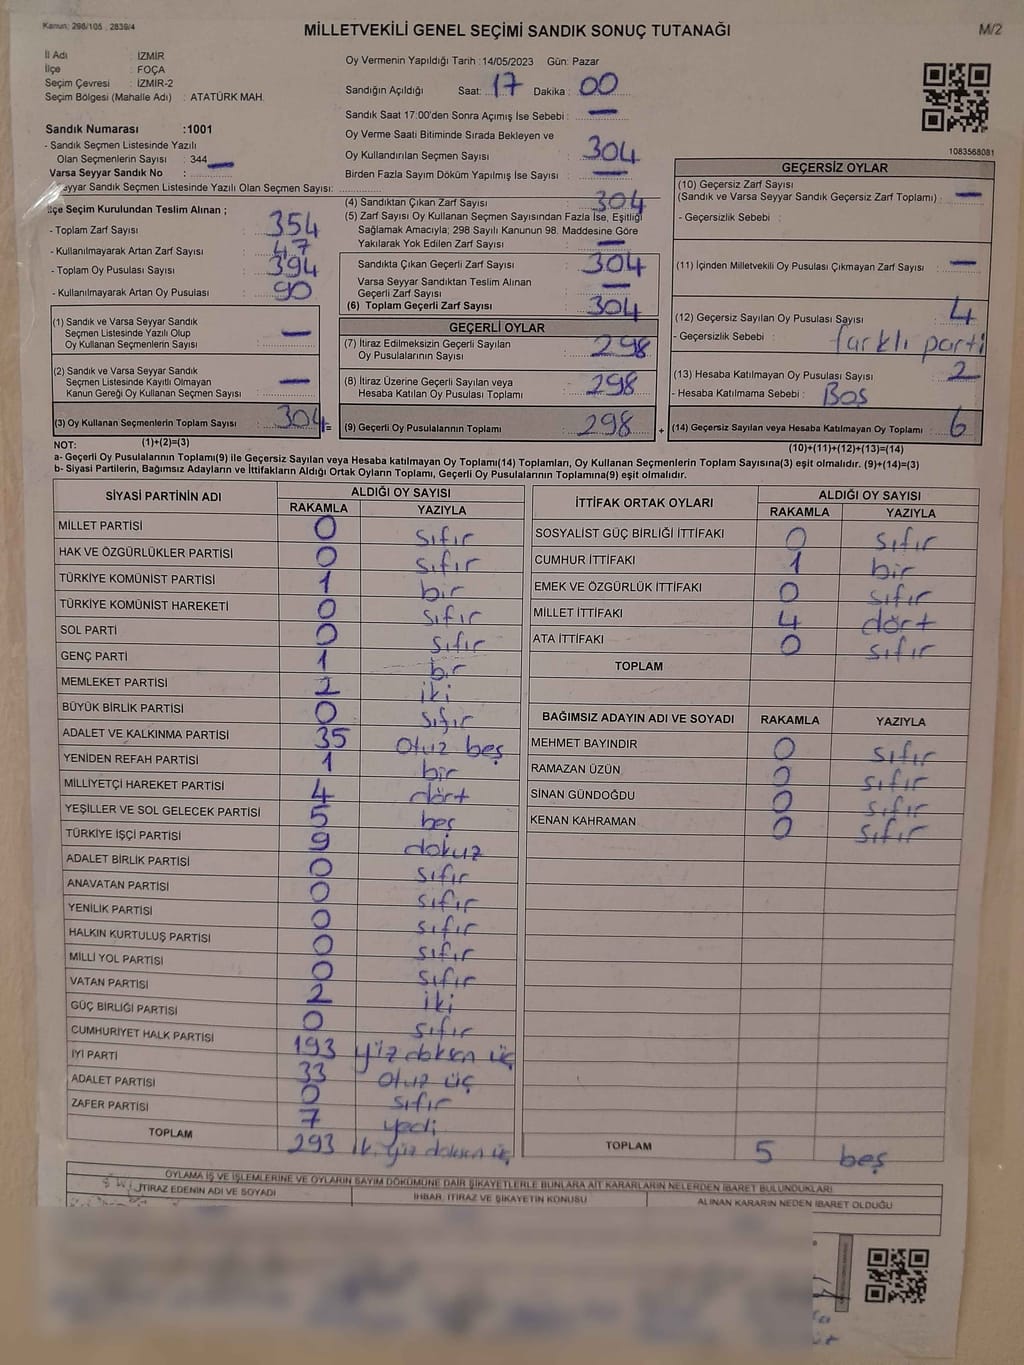 Kanun: 298/105 , 2839/4
MİLLETVEKİLİ GENEL SEÇİMİ SANDIK SONUÇ TUTANAĞI
M/2
İl Adı : İZMİR
İlçe : FOÇA
Seçim Çevresi : İZMİR-2
Seçim Bölgesi (Mahalle Adı) : ATATÜRK MAH.
Sandık Numarası :1001
- Sandık Seçmen Listesinde Yazılı
Olan Seçmenlerin Sayısı : 344
Varsa Seyyar Sandık No : —
Seyyar Sandık Seçmen Listesinde Yazılı Olan Seçmen Sayısı:
Oy Vermenin Yapıldığı Tarih :14/05/2023 Gün: Pazar
Sandığın Açıldığı Saat: 17 Dakika : 00
Sandık Saat 17:00'den Sonra Açımış İse Sebebi : —
Oy Verme Saati Bitiminde Sırada Bekleyen ve
Oy Kullandırılan Seçmen Sayısı : 304
Birden Fazla Sayım Döküm Yapılmış İse Sayısı : —
1083568081
İlçe Seçim Kurulundan Teslim Alınan ;
- Toplam Zarf Sayısı : 354
- Kullanılmayarak Artan Zarf Sayısı : 47
- Toplam Oy Pusulası Sayısı : 394
- Kullanılmayarak Artan Oy Pusulası : 90
(1) Sandık ve Varsa Seyyar Sandık
Seçmen Listesinde Yazılı Olup
Oy Kullanan Seçmenlerin Sayısı : —
(2) Sandık ve Varsa Seyyar Sandık
Seçmen Listesinde Kayıtlı Olmayan
Kanun Gereği Oy Kullanan Seçmen Sayısı : —
(3) Oy Kullanan Seçmenlerin Toplam Sayısı : 304 =
(1)+(2)=(3)
(4) Sandıktan Çıkan Zarf Sayısı : 304
(5) Zarf Sayısı Oy Kullanan Seçmen Sayısından Fazla İse, Eşitliği
Sağlamak Amacıyla; 298 Sayılı Kanunun 98. Maddesine Göre
Yakılarak Yok Edilen Zarf Sayısı : —
Sandıkta Çıkan Geçerli Zarf Sayısı : 304
Varsa Seyyar Sandıktan Teslim Alınan
Geçerli Zarf Sayısı : —
(6) Toplam Geçerli Zarf Sayısı : 304
GEÇERLİ OYLAR
(7) İtiraz Edilmeksizin Geçerli Sayılan
Oy Pusulalarının Sayısı : 298
(8) İtiraz Üzerine Geçerli Sayılan veya
Hesaba Katılan Oy Pusulası Toplamı : 298
(9) Geçerli Oy Pusulalarının Toplamı : 298 +
GEÇERSİZ OYLAR
(10) Geçersiz Zarf Sayısı
(Sandık ve Varsa Seyyar Sandık Geçersiz Zarf Toplamı) : —
- Geçersizlik Sebebi :
(11) İçinden Milletvekili Oy Pusulası Çıkmayan Zarf Sayısı : —
(12) Geçersiz Sayılan Oy Pusulası Sayısı : 4
- Geçersizlik Sebebi : farklı parti
(13) Hesaba Katılmayan Oy Pusulası Sayısı : 2
- Hesaba Katılmama Sebebi : Boş
(14) Geçersiz Sayılan veya Hesaba Katılmayan Oy Toplamı : 6
(10)+(11)+(12)+(13)=(14)
NOT:
a- Geçerli Oy Pusulasının Toplamı(9) ile Geçersiz Sayılan veya Hesaba katılmayan Oy Toplamı(14) Toplamları, Oy Kullanan Seçmenlerin Toplam Sayısına(3) eşit olmalıdır. (9)+(14)=(3)
b- Siyasi Partilerin, Bağımsız Adayların ve İttifakların Aldığı Ortak Oyların Toplamı, Geçerli Oy Pusulalarının Toplamına(9) eşit olmalıdır.
SİYASİ PARTİNİN ADI ALDIĞI OY SAYISI
RAKAMLA YAZIYLA
MİLLET PARTİSİ 0 sıfır
HAK VE ÖZGÜRLÜKLER PARTİSİ 0 sıfır
TÜRKİYE KOMÜNİST PARTİSİ 1 bir
TÜRKİYE KOMÜNİST HAREKETİ 0 sıfır
SOL PARTİ 0 sıfır
GENÇ PARTİ 1 bir
MEMLEKET PARTİSİ 2 iki
BÜYÜK BİRLİK PARTİSİ 0 sıfır
ADALET VE KALKINMA PARTİSİ 35 otuz beş
YENİDEN REFAH PARTİSİ 1 bir
MİLLİYETÇİ HAREKET PARTİSİ 4 dört
YEŞİLLER VE SOL GELECEK PARTİSİ 5 beş
TÜRKİYE İŞÇİ PARTİSİ 9 dokuz
ADALET BİRLİK PARTİSİ 0 sıfır
ANAVATAN PARTİSİ 0 sıfır
YENİLİK PARTİSİ 0 sıfır
HALKIN KURTULUŞ PARTİSİ 0 sıfır
MİLLİ YOL PARTİSİ 0 sıfır
VATAN PARTİSİ 2 iki
GÜÇ BİRLİĞİ PARTİSİ 0 sıfır
CUMHURİYET HALK PARTİSİ 193 yüz doksan üç
İYİ PARTİ 33 otuz üç
ADALET PARTİSİ 0 sıfır
ZAFER PARTİSİ 7 yedi
TOPLAM 293 iki yüz doksan üç
İTTİFAK ORTAK OYLARI ALDIĞI OY SAYISI
RAKAMLA YAZIYLA
SOSYALİST GÜÇ BİRLİĞİ İTTİFAKI 0 sıfır
CUMHUR İTTİFAKI 1 bir
EMEK VE ÖZGÜRLÜK İTTİFAKI 0 sıfır
MİLLET İTTİFAKI 4 dört
ATA İTTİFAKI 0 sıfır
TOPLAM
BAĞIMSIZ ADAYIN ADI VE SOYADI RAKAMLA YAZIYLA
MEHMET BAYINDIR 0 sıfır
RAMAZAN ÜZÜN 0 sıfır
SİNAN GÜNDOĞDU 0 sıfır
KENAN KAHRAMAN 0 sıfır
TOPLAM 5 beş
OYLAMA İŞ VE İŞLEMLERİNE VE OYLARIN SAYIM DÖKÜMÜNE DAİR ŞİKAYETLERLE BUNLARA AİT KARARLARIN NELERDEN İBARET BULUNDUKLARI
İTİRAZ EDENİN ADI VE SOYADI İHBAR, İTİRAZ VE ŞİKAYETİN KONUSU ALINAN KARARIN NEDEN İBARET OLDUĞU